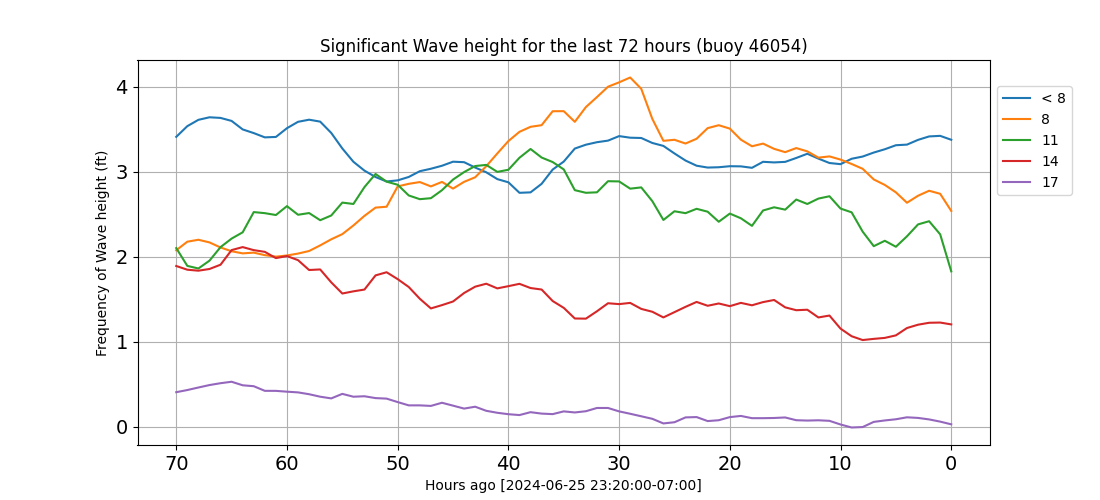 Significant Wave height for the last 72 hours (buoy 46054)
Frequency of Wave height (ft)
4
3
2
1
0
70 60 50 40 30 20 10 0
Hours ago [2024-06-25 23:20:00-07:00]
< 8
8
11
14
17